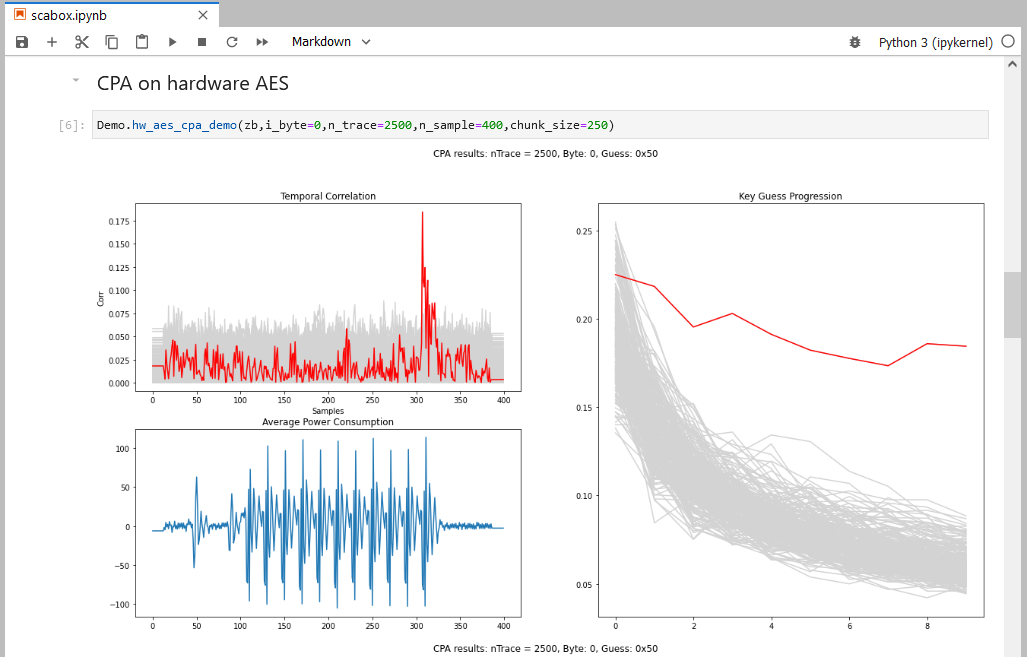 scabox.ipynb
Markdown
Python 3 (ipykernel)
CPA on hardware AES
[6]: Demo.hw_aes_cpa_demo(zb,i_byte=0,n_trace=2500,n_sample=400,chunk_size=250)
CPA results: nTrace = 2500, Byte: 0, Guess: 0x50
Temporal Correlation
0.175
0.150
0.125
0.100
0.075
0.050
0.025
0.000
Corr
0 50 100 150 200 250 300 350 400
Samples
Average Power Consumption
100
50
0
−50
−100
0 50 100 150 200 250 300 350 400
Key Guess Progression
0.25
0.20
0.15
0.10
0.05
0 2 4 6 8
CPA results: nTrace = 2500, Byte: 0, Guess: 0x50